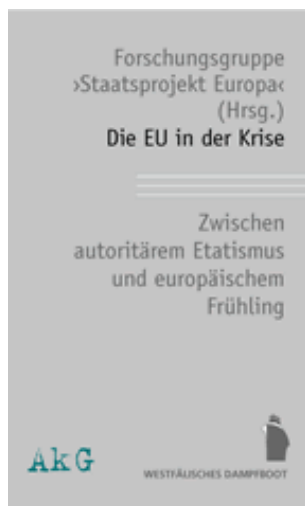 Forschungsgruppe
›Staatsprojekt Europa‹
(Hrsg.)
Die EU in der Krise
Zwischen
autoritärem Etatismus
und europäischem
Frühling
AkG
WESTFÄLISCHES DAMPFBOOT